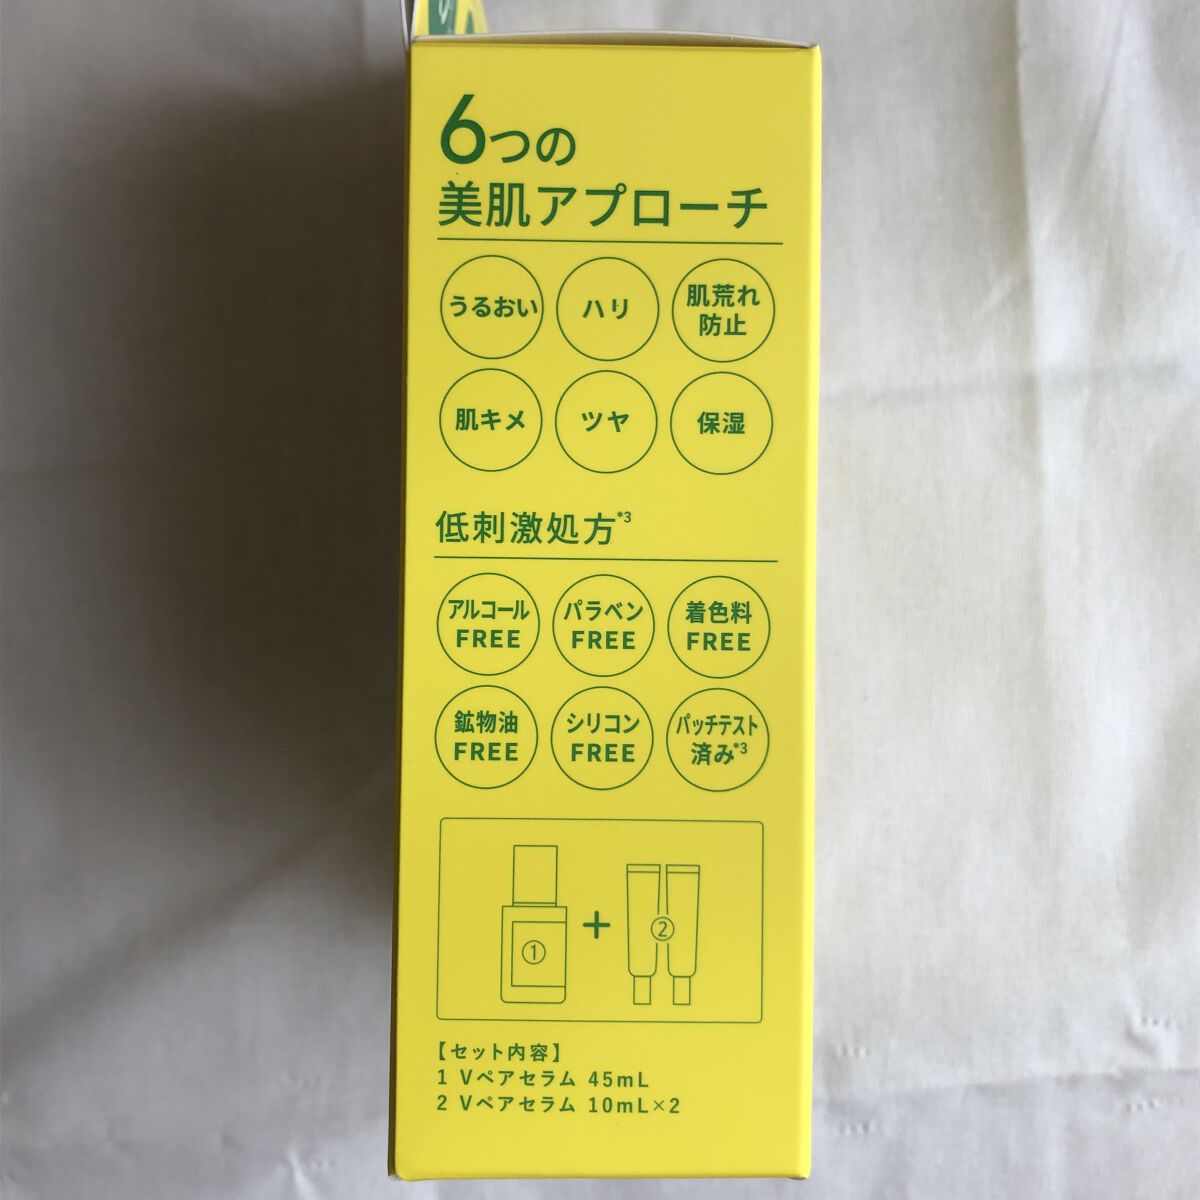 6つの
美肌アプローチ
うるおい
ハリ
肌荒れ
防止
肌キメ
ツヤ
保湿
低刺激処方*3
アルコール
FREE
パラベン
FREE
着色料
FREE
鉱物油
FREE
シリコン
FREE
パッチテスト
済み*3
①
+
②
【セット内容】
1 Vペアセラム 45mL
2 Vペアセラム 10mL×2